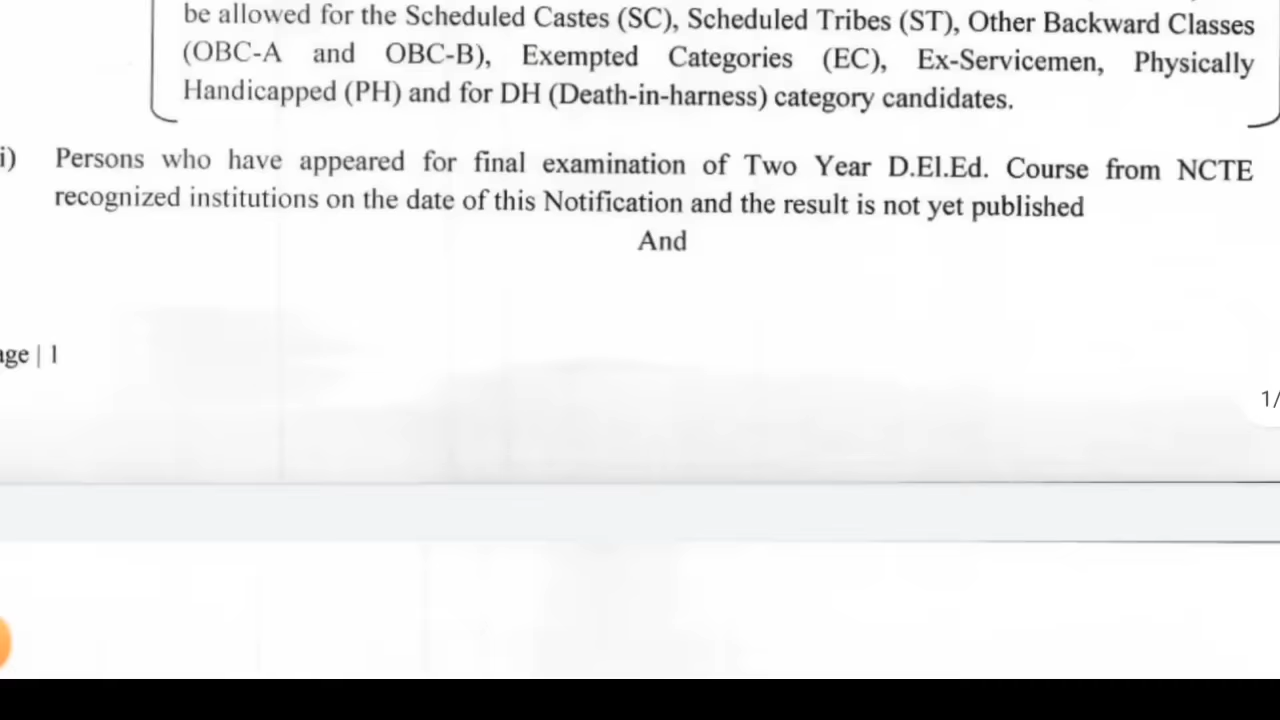 be allowed for the Scheduled Castes (SC), Scheduled Tribes (ST), Other Backward Classes
(OBC-A and OBC-B), Exempted Categories (EC), Ex-Servicemen, Physically
Handicapped (PH) and for DH (Death-in-harness) category candidates.
i) Persons who have appeared for final examination of Two Year D.El.Ed. Course from NCTE
recognized institutions on the date of this Notification and the result is not yet published
And
age | 1
1/